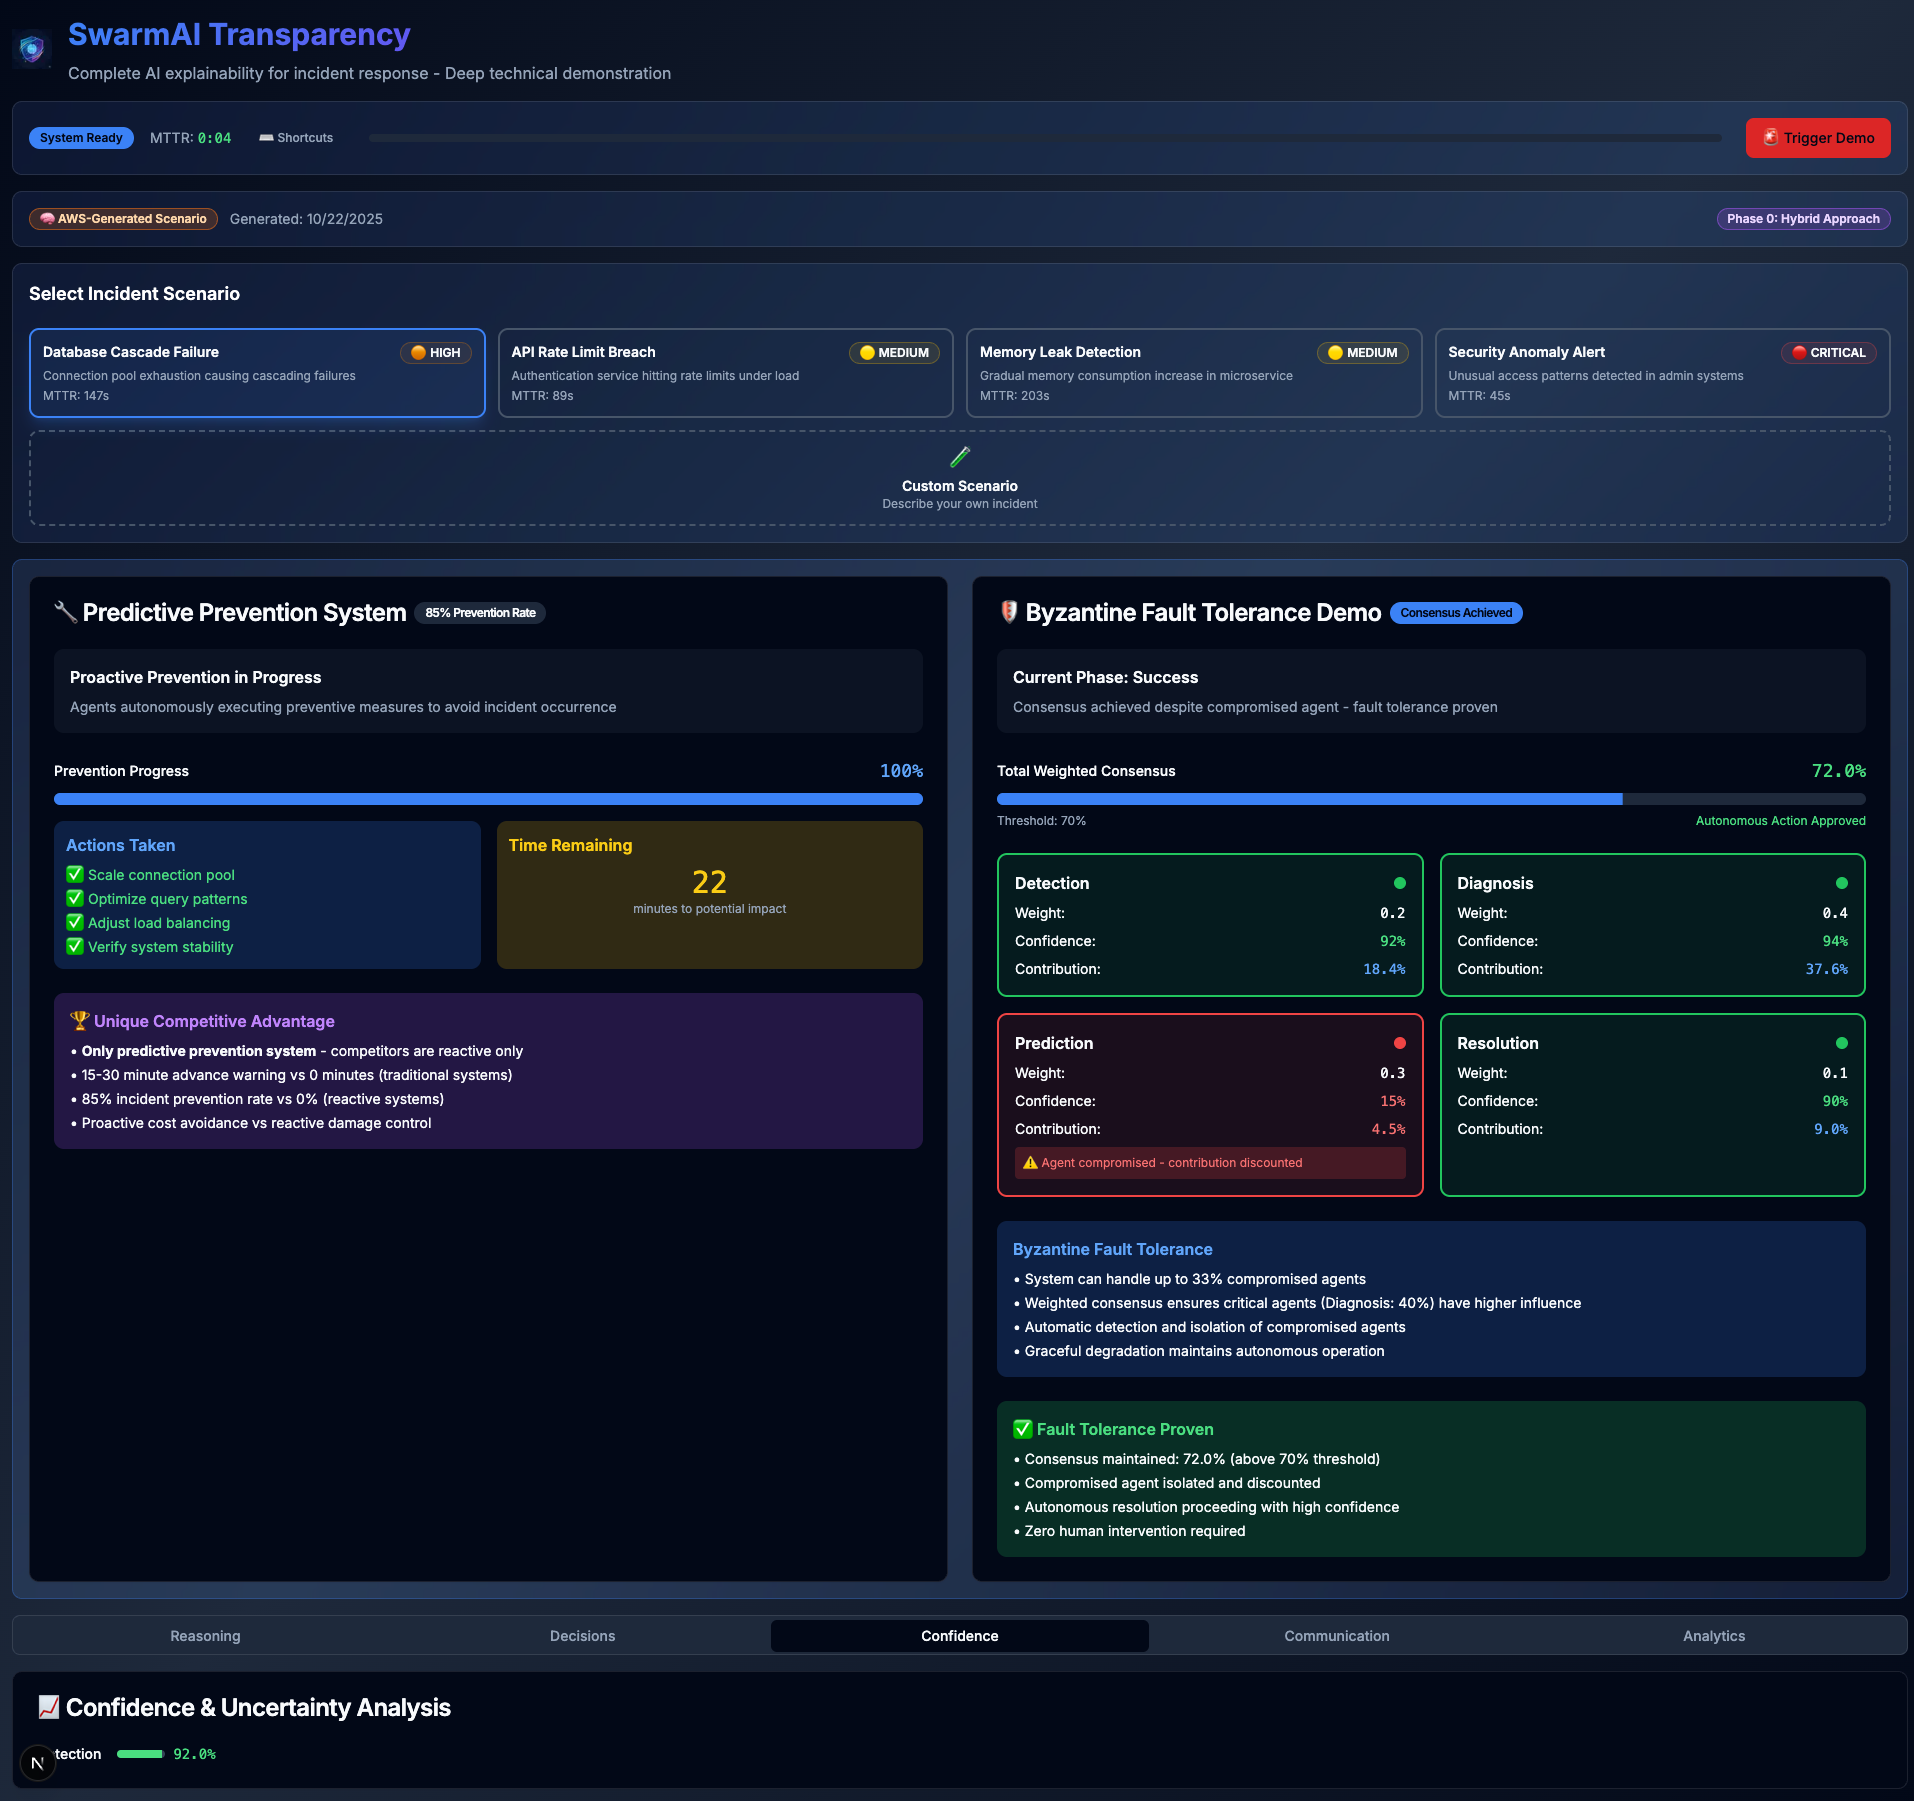 SwarmAI Transparency
Complete AI explainability for incident response - Deep technical demonstration
System Ready
MTTR: 0:04
Shortcuts
Trigger Demo
AWS-Generated Scenario
Generated: 10/22/2025
Phase 0: Hybrid Approach
Select Incident Scenario
Database Cascade Failure
HIGH
Connection pool exhaustion causing cascading failures
MTTR: 147s
API Rate Limit Breach
MEDIUM
Authentication service hitting rate limits under load
MTTR: 89s
Memory Leak Detection
MEDIUM
Gradual memory consumption increase in microservice
MTTR: 203s
Security Anomaly Alert
CRITICAL
Unusual access patterns detected in admin systems
MTTR: 45s
Custom Scenario
Describe your own incident
Predictive Prevention System
85% Prevention Rate
Proactive Prevention in Progress
Agents autonomously executing preventive measures to avoid incident occurrence
Prevention Progress
100%
Actions Taken
✅ Scale connection pool
✅ Optimize query patterns
✅ Adjust load balancing
✅ Verify system stability
Time Remaining
22
minutes to potential impact
🏆 Unique Competitive Advantage
• Only predictive prevention system - competitors are reactive only
• 15-30 minute advance warning vs 0 minutes (traditional systems)
• 85% incident prevention rate vs 0% (reactive systems)
• Proactive cost avoidance vs reactive damage control
Byzantine Fault Tolerance Demo
Consensus Achieved
Current Phase: Success
Consensus achieved despite compromised agent - fault tolerance proven
Total Weighted Consensus
72.0%
Threshold: 70%
Autonomous Action Approved
Detection
Weight: 0.2
Confidence: 92%
Contribution: 18.4%
Diagnosis
Weight: 0.4
Confidence: 94%
Contribution: 37.6%
Prediction
Weight: 0.3
Confidence: 15%
Contribution: 4.5%
⚠️ Agent compromised - contribution discounted
Resolution
Weight: 0.1
Confidence: 90%
Contribution: 9.0%
Byzantine Fault Tolerance
• System can handle up to 33% compromised agents
• Weighted consensus ensures critical agents (Diagnosis: 40%) have higher influence
• Automatic detection and isolation of compromised agents
• Graceful degradation maintains autonomous operation
✅ Fault Tolerance Proven
• Consensus maintained: 72.0% (above 70% threshold)
• Compromised agent isolated and discounted
• Autonomous resolution proceeding with high confidence
• Zero human intervention required
Reasoning
Decisions
Confidence
Communication
Analytics
Confidence & Uncertainty Analysis
tection
92.0%
N